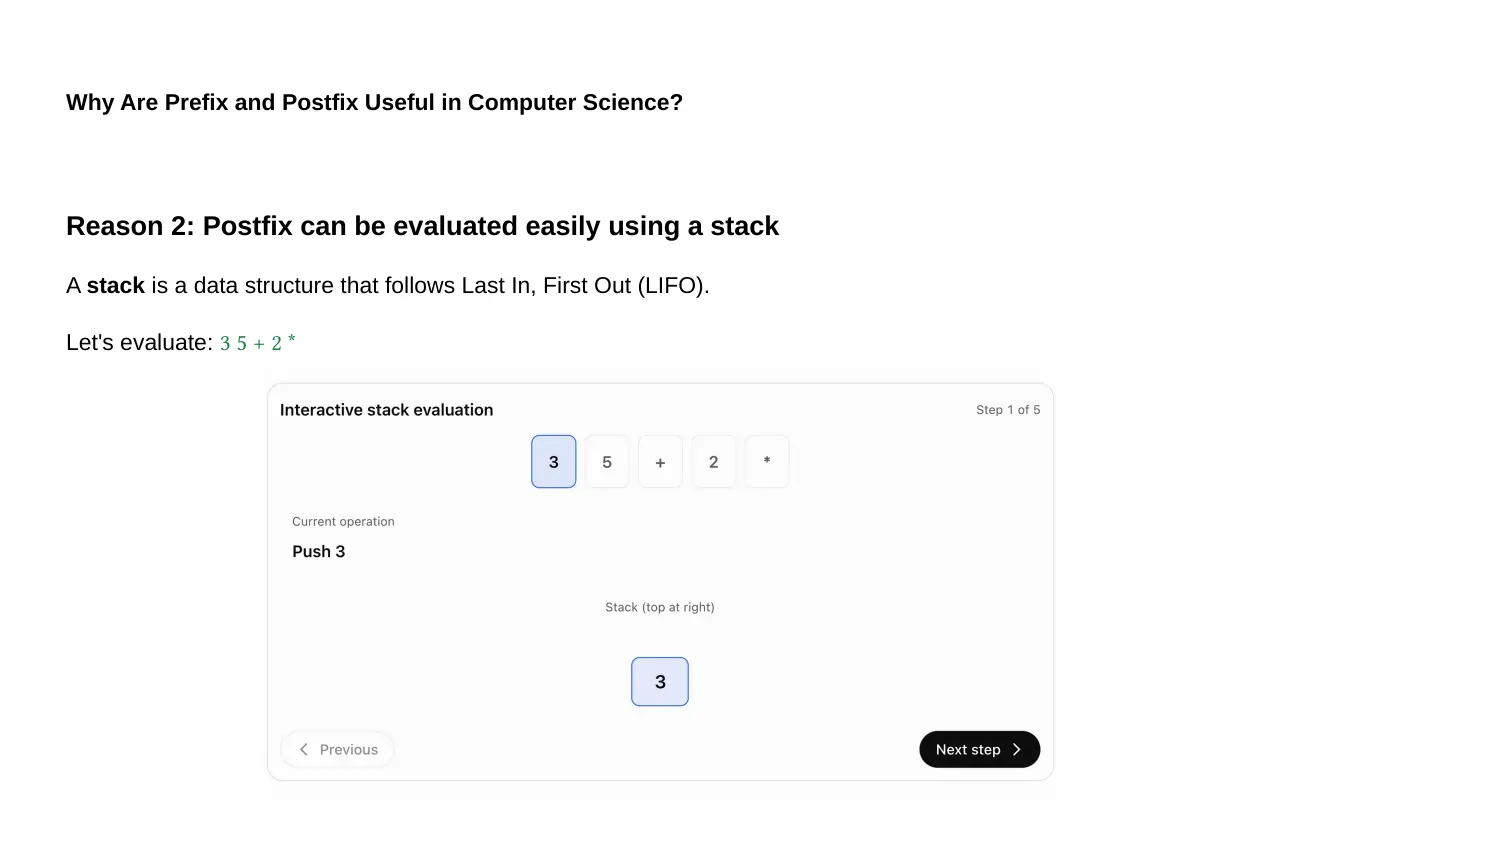 Why Are Prefix and Postfix Useful in Computer Science?
Reason 2: Postfix can be evaluated easily using a stack
A stack is a data structure that follows Last In, First Out (LIFO).
Let's evaluate: 3 5 + 2 *
Interactive stack evaluation
Step 1 of 5
3 5 + 2 *
Current operation
Push 3
Stack (top at right)
3
Previous
Next step